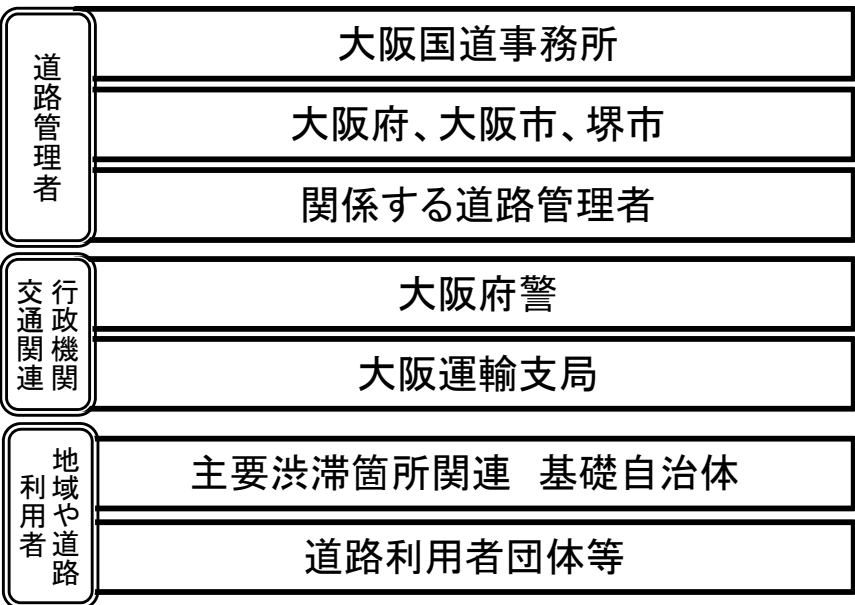 道路管理者
大阪国道事務所
大阪府、大阪市、堺市
関係する道路管理者
行政機関
交通関連
大阪府警
大阪運輸支局
地域や道路
利用者
主要渋滞箇所関連　基礎自治体
道路利用者団体等